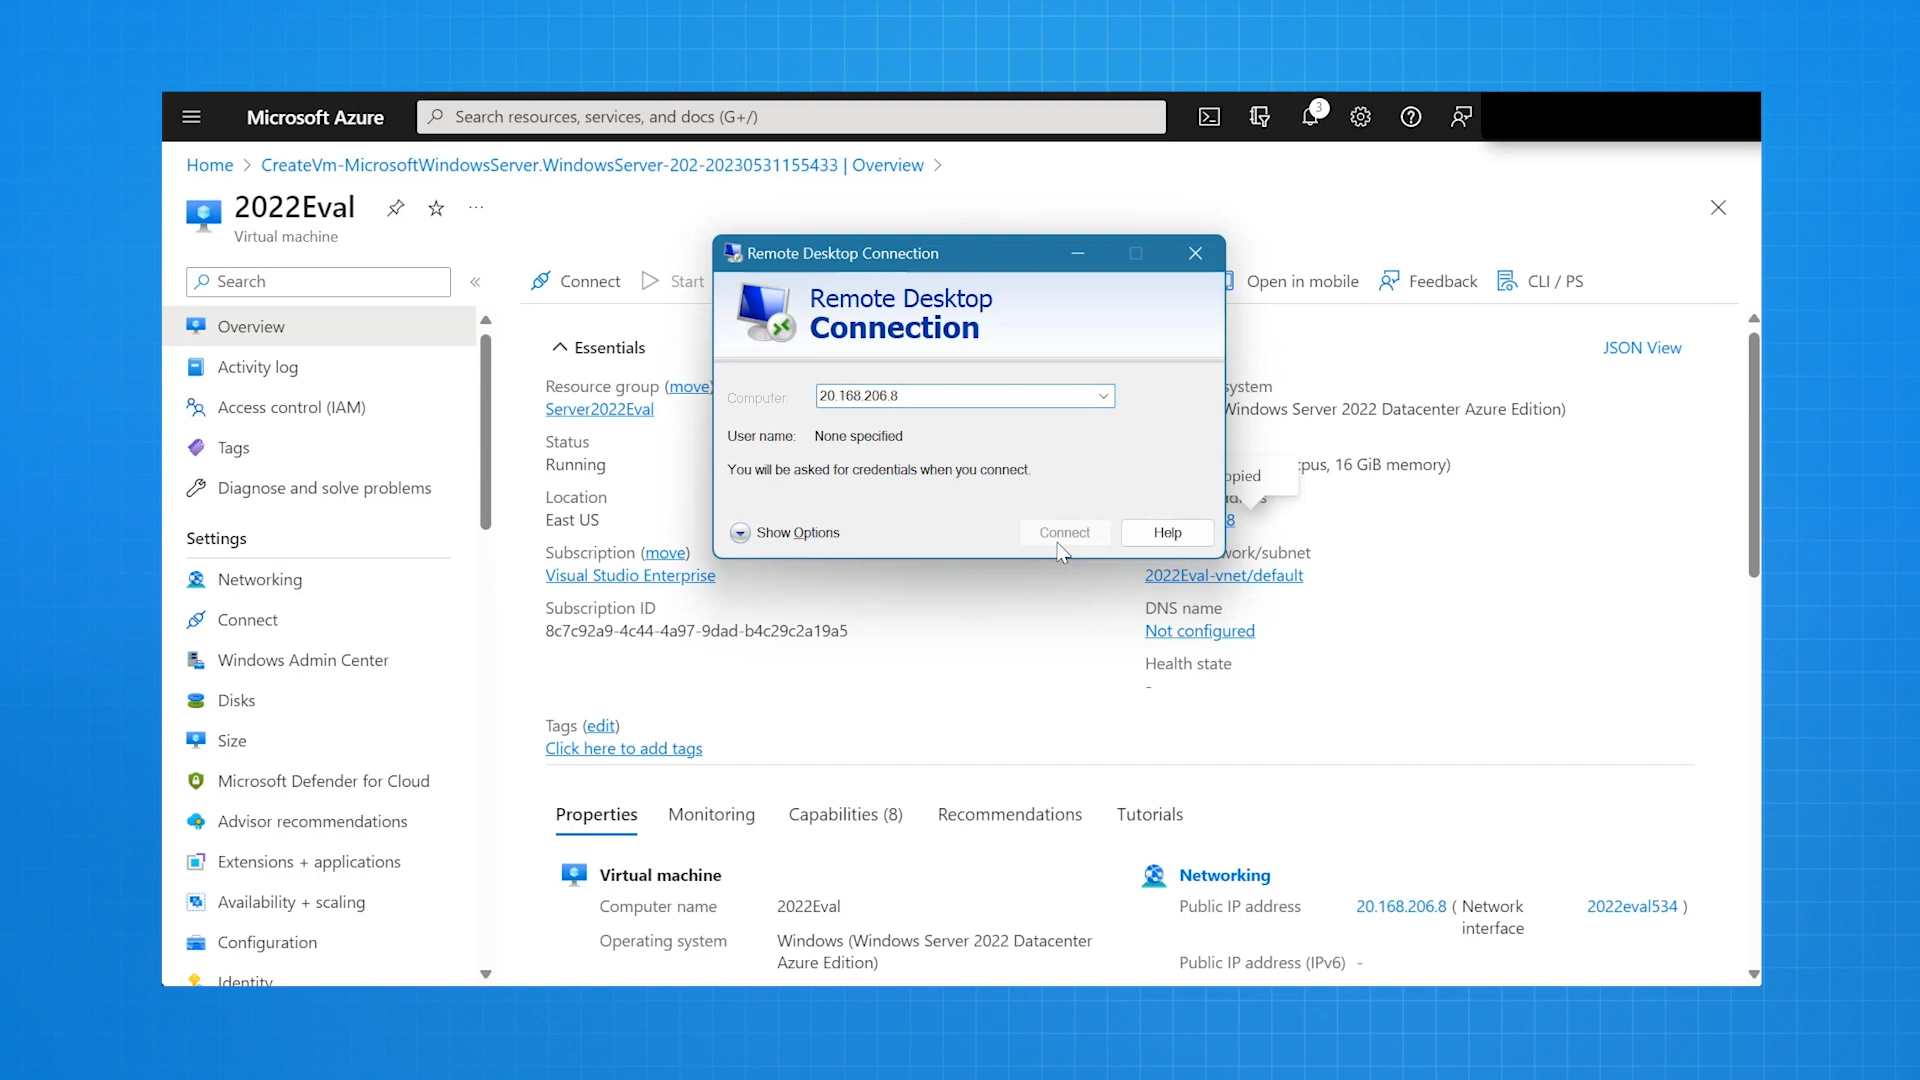 Microsoft Azure
Search resources, services, and docs (G+/)
3
Home
CreateVm-MicrosoftWindowsServer.WindowsServer-202-20230531155433 | Overview
2022Eval
Virtual machine
Search
Overview
Activity log
Access control (IAM)
Tags
Diagnose and solve problems
Settings
Networking
Connect
Windows Admin Center
Disks
Size
Microsoft Defender for Cloud
Advisor recommendations
Extensions + applications
Availability + scaling
Configuration
Identity
Connect
Start
Open in mobile
Feedback
CLI / PS
Essentials
JSON View
Resource group (move)
Server2022Eval
Status
Running
Location
East US
Subscription (move)
Visual Studio Enterprise
Subscription ID
8c7c92a9-4c44-4a97-9dad-b4c29c2a19a5
Remote Desktop Connection
Remote Desktop
Connection
Computer:
20.168.206.8
User name: None specified
You will be asked for credentials when you connect.
Show Options
Connect
Help
system
Windows Server 2022 Datacenter Azure Edition)
cpus, 16 GiB memory)
opied
8
work/subnet
2022Eval-vnet/default
DNS name
Not configured
Health state
-
Tags (edit)
Click here to add tags
Properties
Monitoring
Capabilities (8)
Recommendations
Tutorials
Virtual machine
Computer name 2022Eval
Operating system Windows (Windows Server 2022 Datacenter
Azure Edition)
Networking
Public IP address 20.168.206.8 ( Network 2022eval534 )
interface
Public IP address (IPv6) -